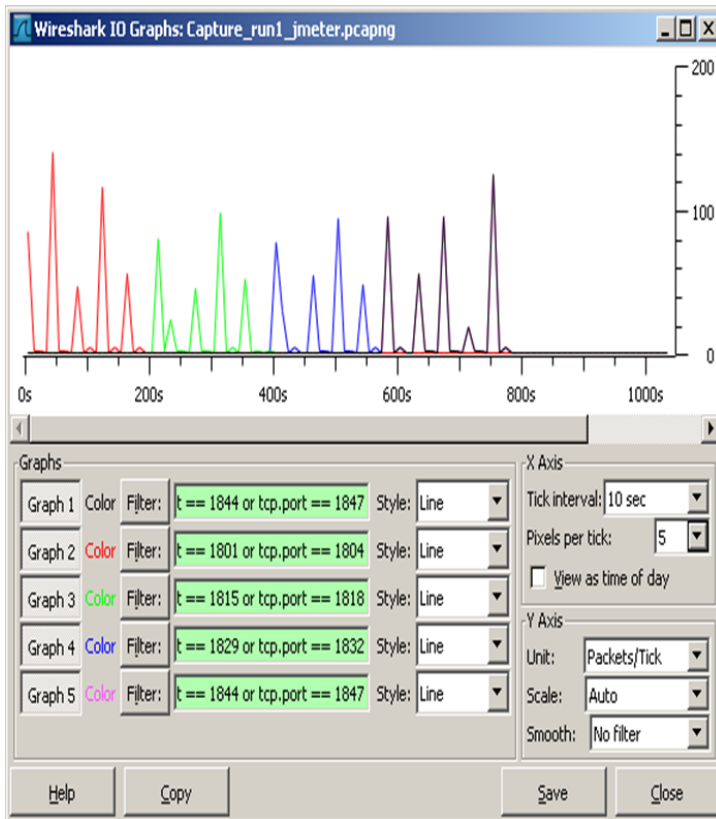 Wireshark IO Graphs: Capture_run1_jmeter.pcapng
200
100
0
0s 200s 400s 600s 800s 1000s
Graphs
Graph 1 Color Filter: t == 1844 or tcp.port == 1847 Style: Line
Graph 2 Color Filter: t == 1801 or tcp.port == 1804 Style: Line
Graph 3 Color Filter: t == 1815 or tcp.port == 1818 Style: Line
Graph 4 Color Filter: t == 1829 or tcp.port == 1832 Style: Line
Graph 5 Color Filter: t == 1844 or tcp.port == 1847 Style: Line
X Axis
Tick interval: 10 sec
Pixels per tick: 5
View as time of day
Y Axis
Unit: Packets/Tick
Scale: Auto
Smooth: No filter
Help Copy Save Close